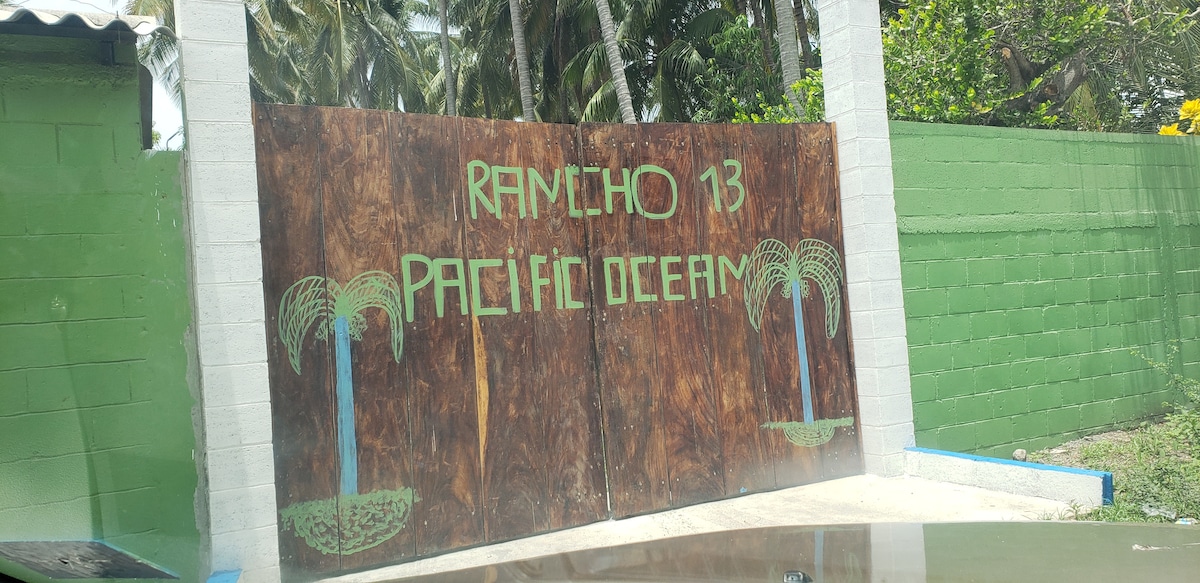 RANCHO 13
PACIFIC OCEAN